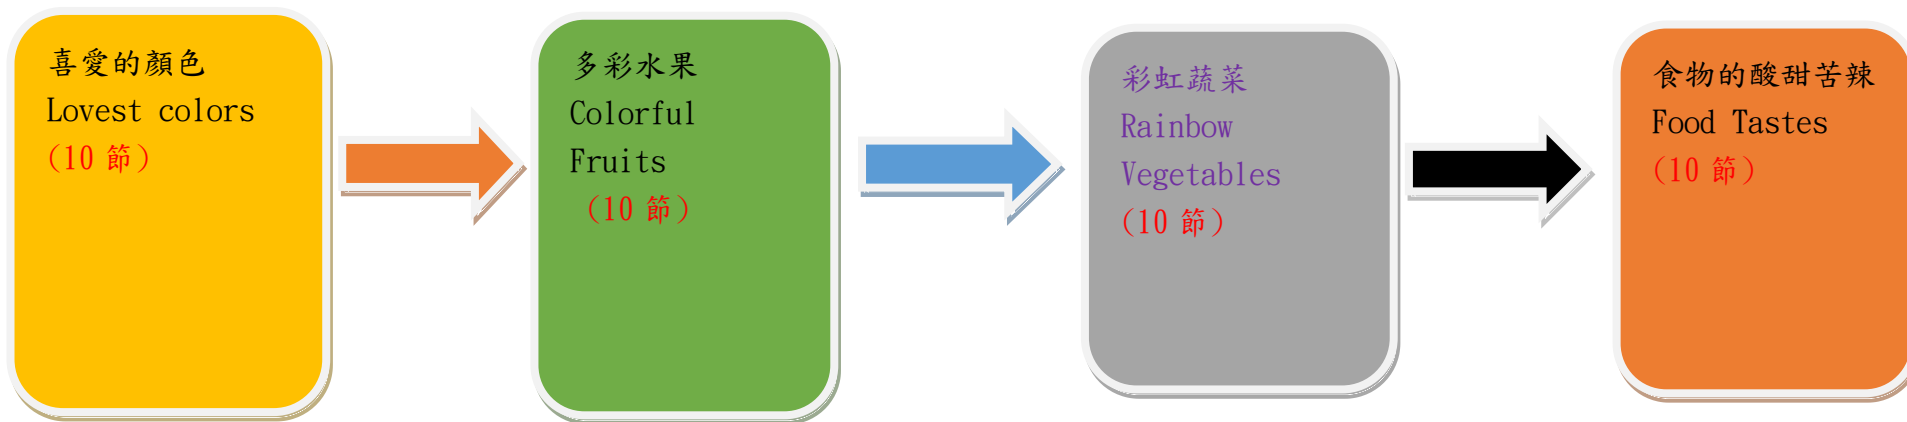 喜愛的顏色
Lovest colors
(10 節)
多彩水果
Colorful
Fruits
(10 節)
彩虹蔬菜
Rainbow
Vegetables
(10 節)
食物的酸甜苦辣
Food Tastes
(10 節)